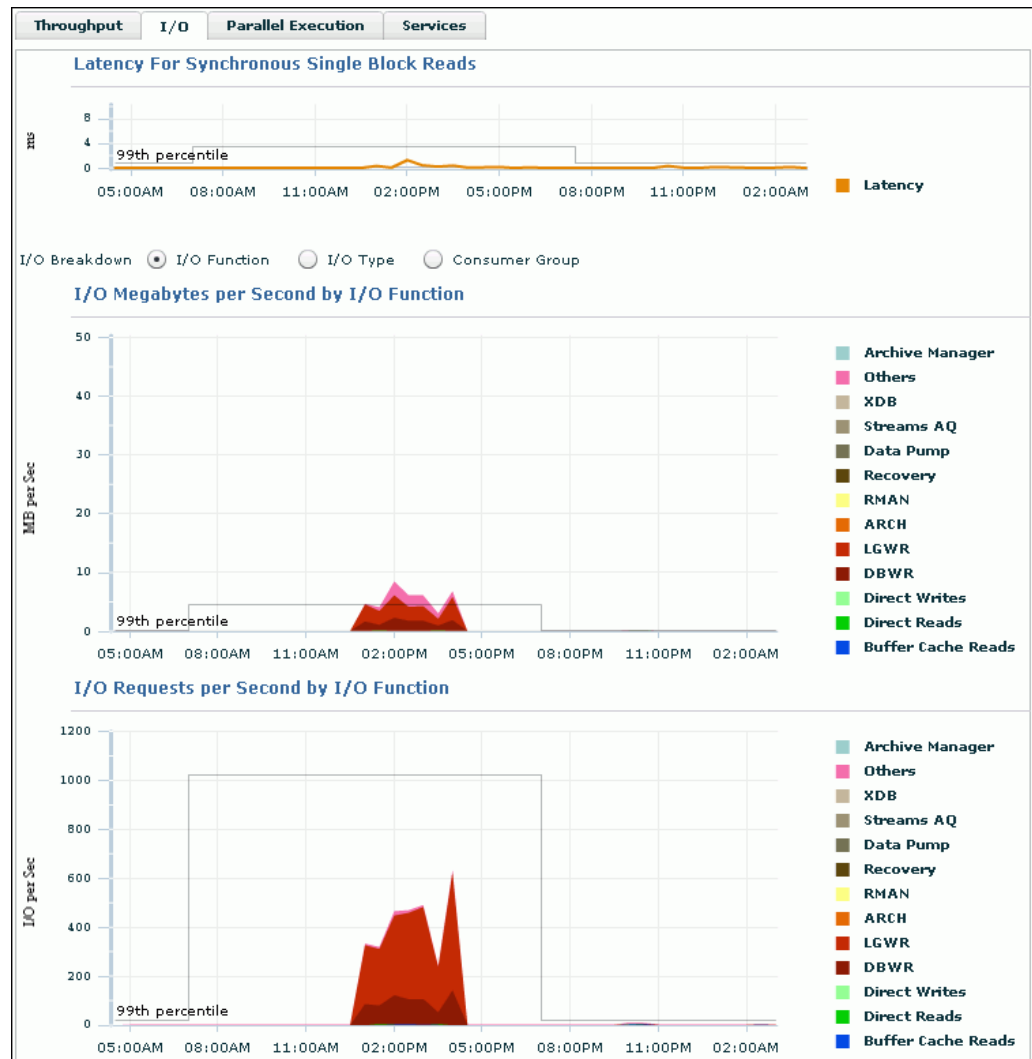 Throughput I/O Parallel Execution Services
Latency For Synchronous Single Block Reads
ms
8
4
0
99th percentile
05:00AM 08:00AM 11:00AM 02:00PM 05:00PM 08:00PM 11:00PM 02:00AM
Latency
I/O Breakdown I/O Function I/O Type Consumer Group
I/O Megabytes per Second by I/O Function
MB per Sec
50
40
30
20
10
0
99th percentile
05:00AM 08:00AM 11:00AM 02:00PM 05:00PM 08:00PM 11:00PM 02:00AM
Archive Manager
Others
XDB
Streams AQ
Data Pump
Recovery
RMAN
ARCH
LGWR
DBWR
Direct Writes
Direct Reads
Buffer Cache Reads
I/O Requests per Second by I/O Function
I/O per Sec
1200
1000
800
600
400
200
0
99th percentile
05:00AM 08:00AM 11:00AM 02:00PM 05:00PM 08:00PM 11:00PM 02:00AM
Archive Manager
Others
XDB
Streams AQ
Data Pump
Recovery
RMAN
ARCH
LGWR
DBWR
Direct Writes
Direct Reads
Buffer Cache Reads